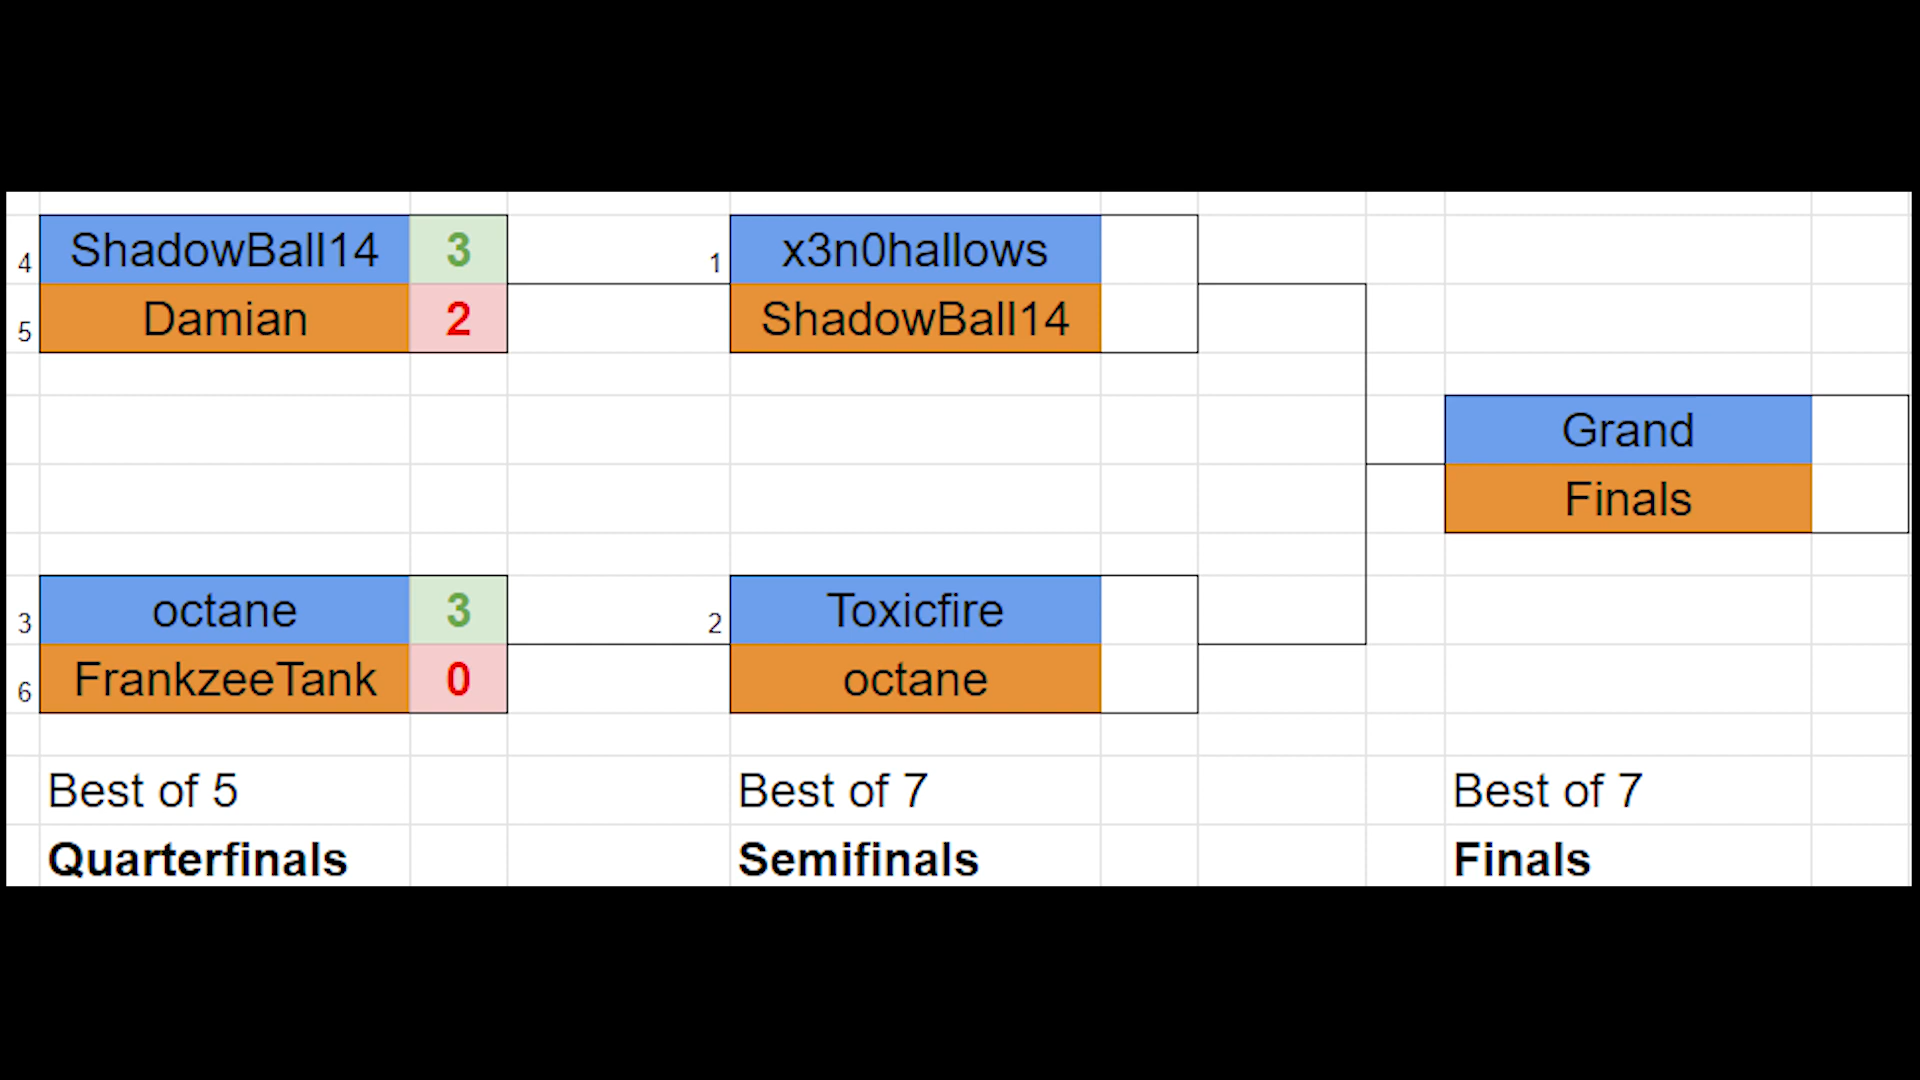 4 ShadowBall14 3
5 Damian 2
1 x3n0hallows
ShadowBall14
Grand
Finals
3 octane 3
6 FrankzeeTank 0
2 Toxicfire
octane
Best of 5 Best of 7 Best of 7
Quarterfinals Semifinals Finals